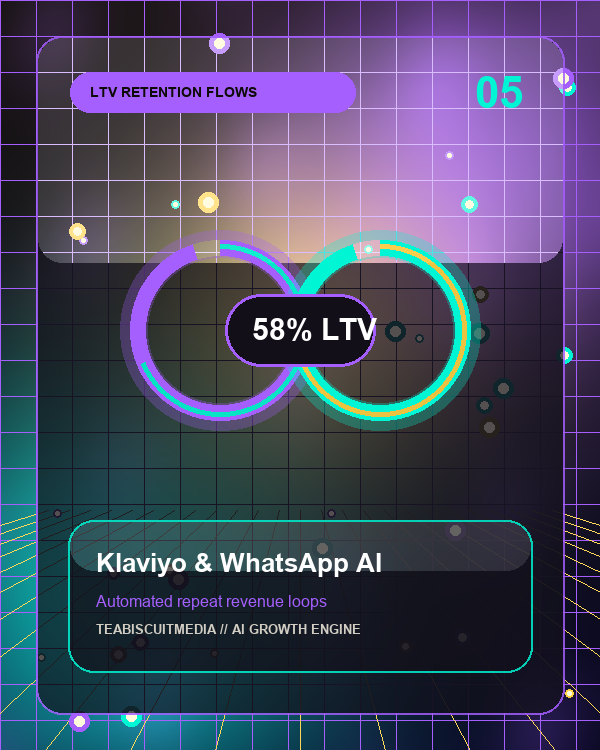 LTV RETENTION FLOWS
05
58% LTV
Klaviyo & WhatsApp AI
Automated repeat revenue loops
TEABISCUITMEDIA // AI GROWTH ENGINE